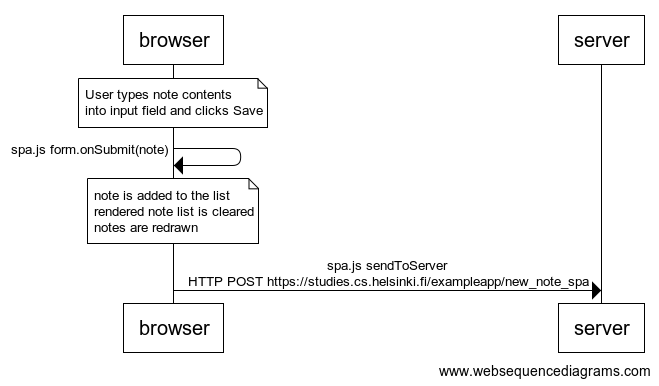 browser
server
User types note contents
into input field and clicks Save
spa.js form.onSubmit(note)
note is added to the list
rendered note list is cleared
notes are redrawn
spa.js sendToServer
HTTP POST https://studies.cs.helsinki.fi/exampleapp/new_note_spa
browser
server
www.websequencediagrams.com